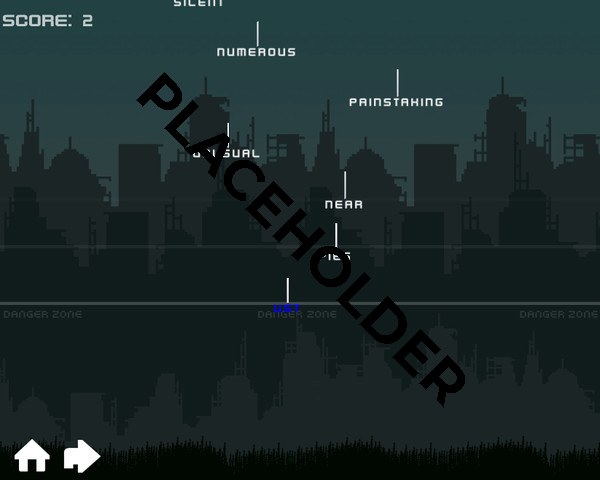 SILENT
SCORE: 2
NUMEROUS
PAINSTAKING
NEAR
DANGER ZONE DANGER ZONE DANGER ZONE
PLACEHOLDER